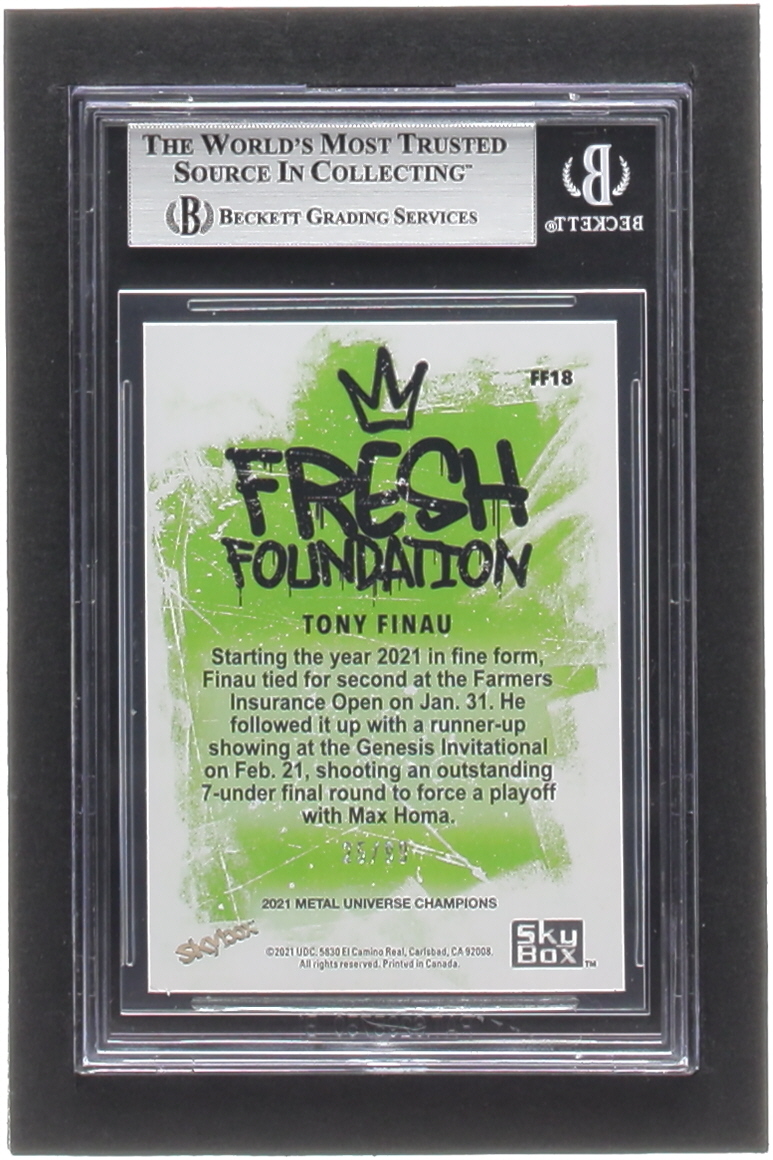 THE WORLD'S MOST TRUSTED
SOURCE IN COLLECTING™
B BECKETT GRADING SERVICES
B
BECKETT®
FF18
FRESH
FOUNDATION
TONY FINAU
Starting the year 2021 in fine form,
Finau tied for second at the Farmers
Insurance Open on Jan. 31. He
followed it up with a runner-up
showing at the Genesis Invitational
on Feb. 21, shooting an outstanding
7-under final round to force a playoff
with Max Homa.
2021 METAL UNIVERSE CHAMPIONS
Skybox
©2021 UDC. 5830 El Camino Real, Carlsbad, CA 92008.
All rights reserved. Printed in Canada.
Sky
Box™